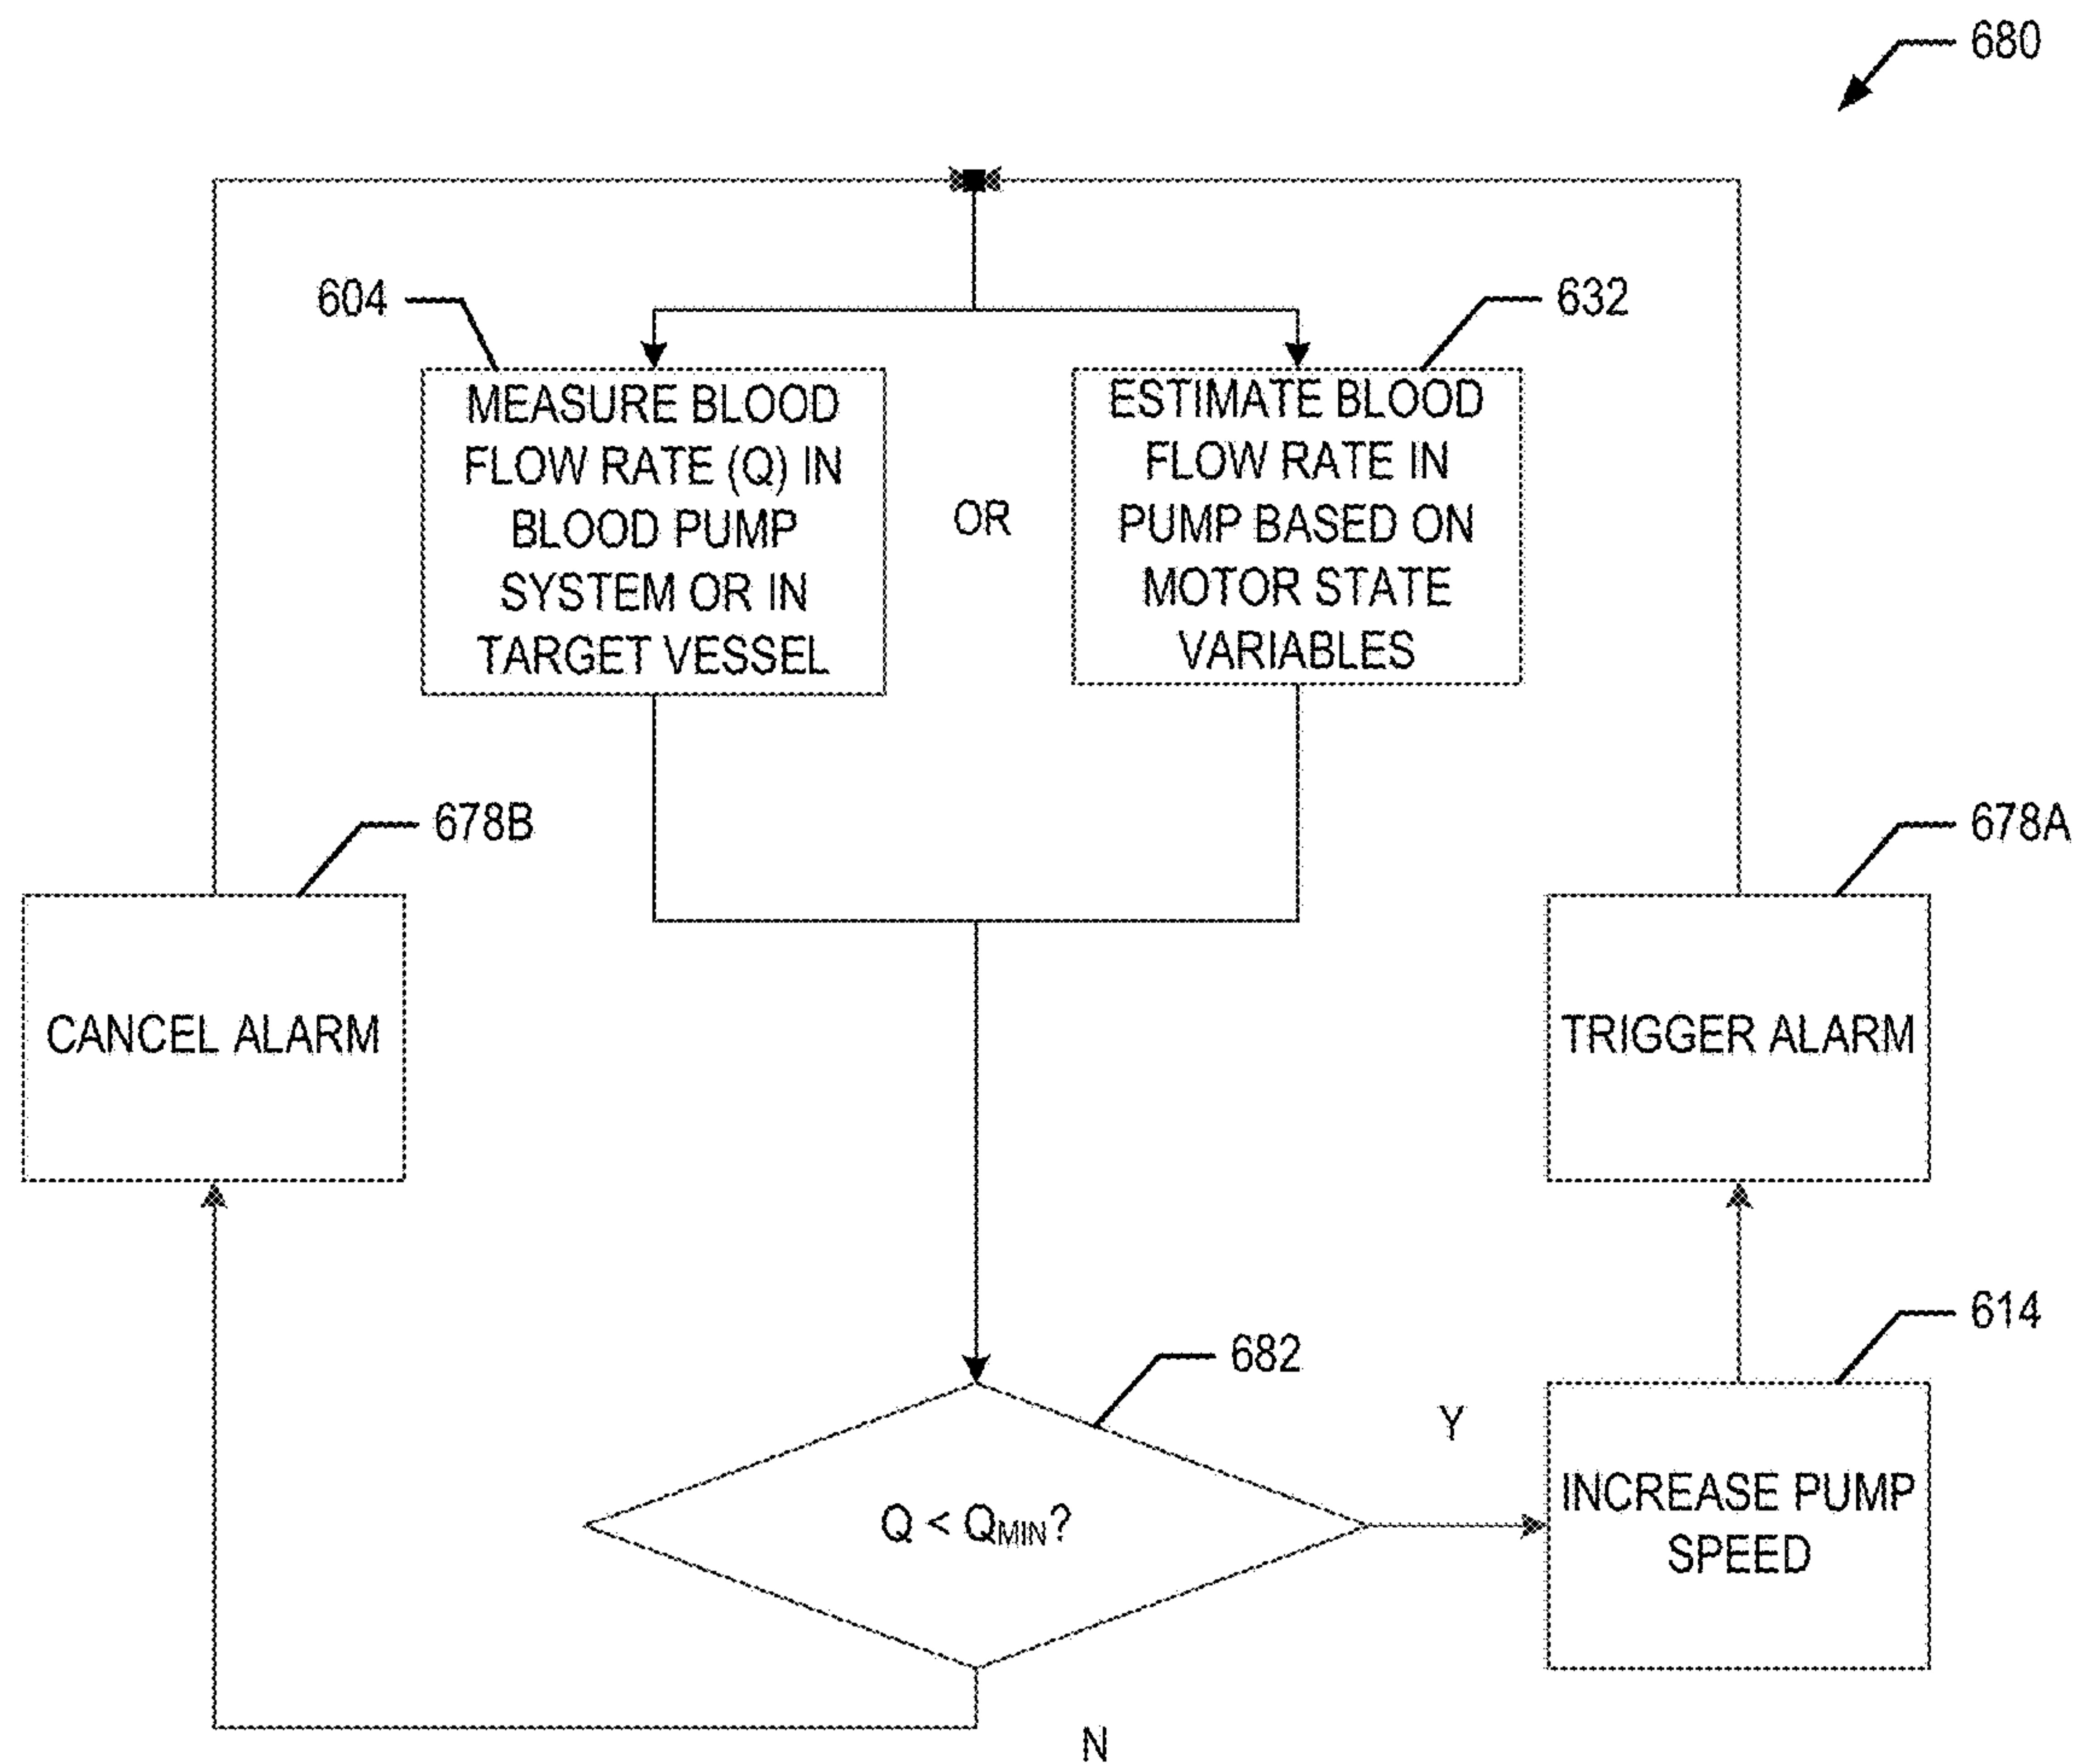 680
604
632
MEASURE BLOOD
FLOW RATE (Q) IN
BLOOD PUMP
SYSTEM OR IN
TARGET VESSEL
OR
ESTIMATE BLOOD
FLOW RATE IN
PUMP BASED ON
MOTOR STATE
VARIABLES
678B
678A
CANCEL ALARM
TRIGGER ALARM
614
682
Y
Q < QMIN?
INCREASE PUMP
SPEED
N